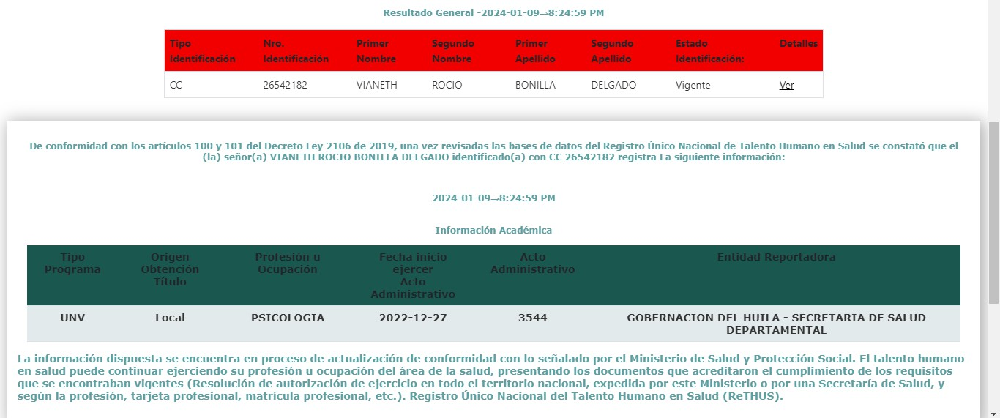 Resultado General -2024-01-09→8:24:59 PM
Tipo Identificación Nro. Identificación Primer Nombre Segundo Nombre Primer Apellido Segundo Apellido Estado Identificación: Detalles
CC 26542182 VIANETH ROCIO BONILLA DELGADO Vigente Ver
De conformidad con los artículos 100 y 101 del Decreto Ley 2106 de 2019, una vez revisadas las bases de datos del Registro Único Nacional de Talento Humano en Salud se constató que el
(la) señor(a) VIANETH ROCIO BONILLA DELGADO identificado(a) con CC 26542182 registra La siguiente información:
2024-01-09→8:24:59 PM
Información Académica
Tipo Programa Origen Obtención Título Profesión u Ocupación Fecha inicio ejercer Acto Administrativo Acto Administrativo Entidad Reportadora
UNV Local PSICOLOGIA 2022-12-27 3544 GOBERNACION DEL HUILA - SECRETARIA DE SALUD
DEPARTAMENTAL
La información dispuesta se encuentra en proceso de actualización de conformidad con lo señalado por el Ministerio de Salud y Protección Social. El talento humano
en salud puede continuar ejerciendo su profesión u ocupación del área de la salud, presentando los documentos que acreditaron el cumplimiento de los requisitos
que se encontraban vigentes (Resolución de autorización de ejercicio en todo el territorio nacional, expedida por este Ministerio o por una Secretaría de Salud, y
según la profesión, tarjeta profesional, matrícula profesional, etc.). Registro Único Nacional del Talento Humano en Salud (ReTHUS).